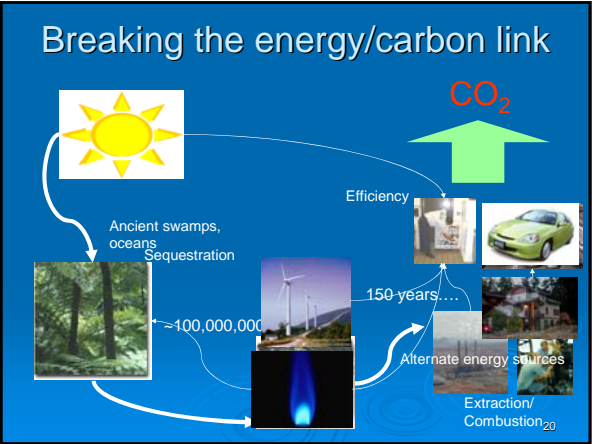 Breaking the energy/carbon link
CO2
Efficiency
Ancient swamps,
oceans
Sequestration
150 years….
~100,000,000
Alternate energy sources
Extraction/
Combustion
20